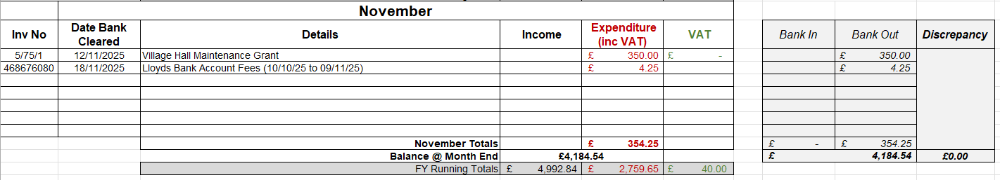 November
Inv No Date Bank Cleared Details Income Expenditure (inc VAT) VAT Bank In Bank Out Discrepancy
5/75/1 12/11/2025 Village Hall Maintenance Grant £ 350.00 £ - £ 350.00
468676080 18/11/2025 Lloyds Bank Account Fees (10/10/25 to 09/11/25) £ 4.25 £ 4.25
November Totals £ 354.25 £ - £ 354.25
Balance @ Month End £4,184.54 £ 4,184.54 £0.00
FY Running Totals £ 4,992.84 £ 2,759.65 £ 40.00